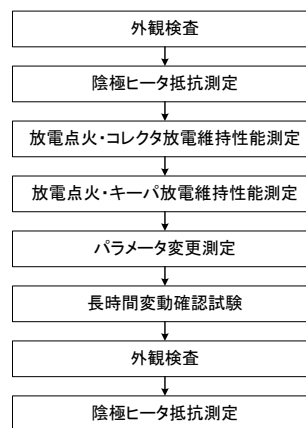 外観検査
陰極ヒータ抵抗測定
放電点火・コレクタ放電維持性能測定
放電点火・キーパ放電維持性能測定
パラメータ変更測定
長時間変動確認試験
外観検査
陰極ヒータ抵抗測定